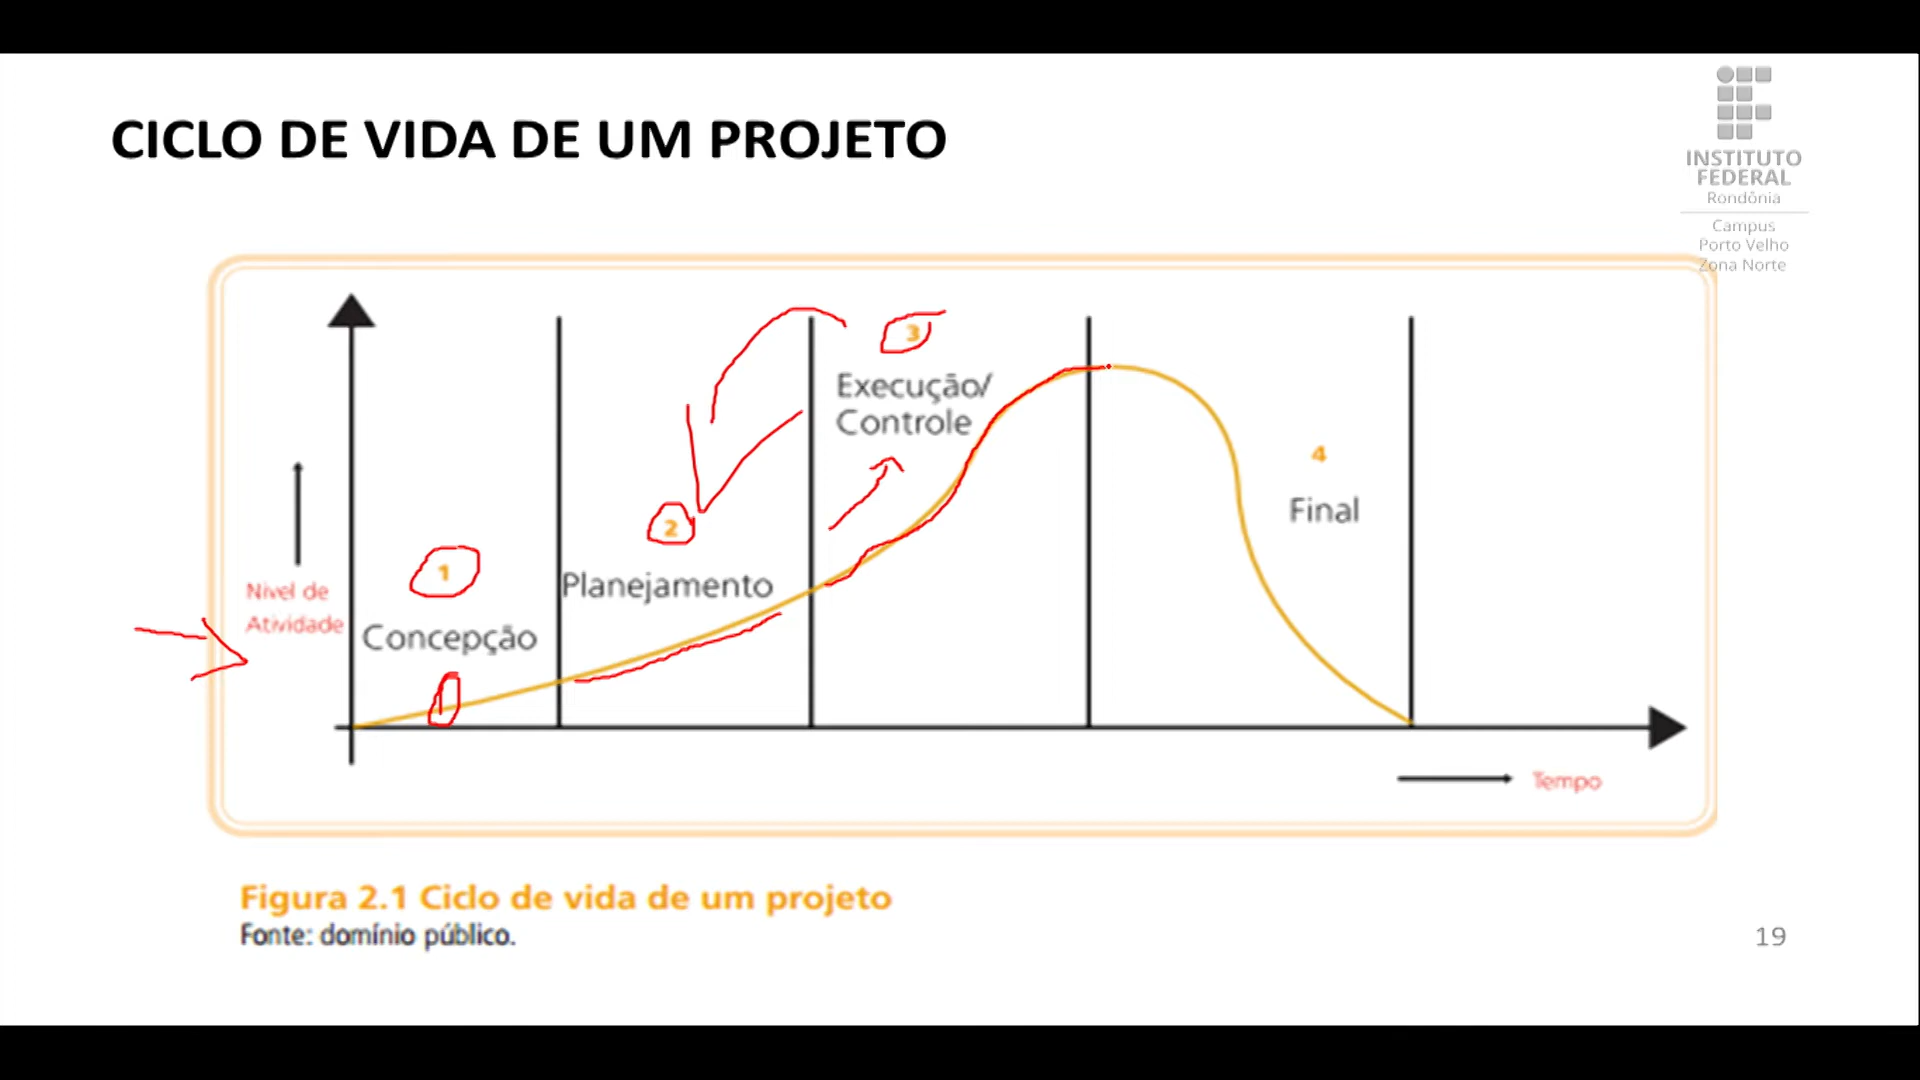 CICLO DE VIDA DE UM PROJETO
INSTITUTO
FEDERAL
Rondônia
Campus
Porto Velho
Zona Norte
3
Execução/
Controle
4
Final
2
Planejamento
1
Concepção
Nivel de
Atividade
Tempo
Figura 2.1 Ciclo de vida de um projeto
Fonte: domínio público.
19